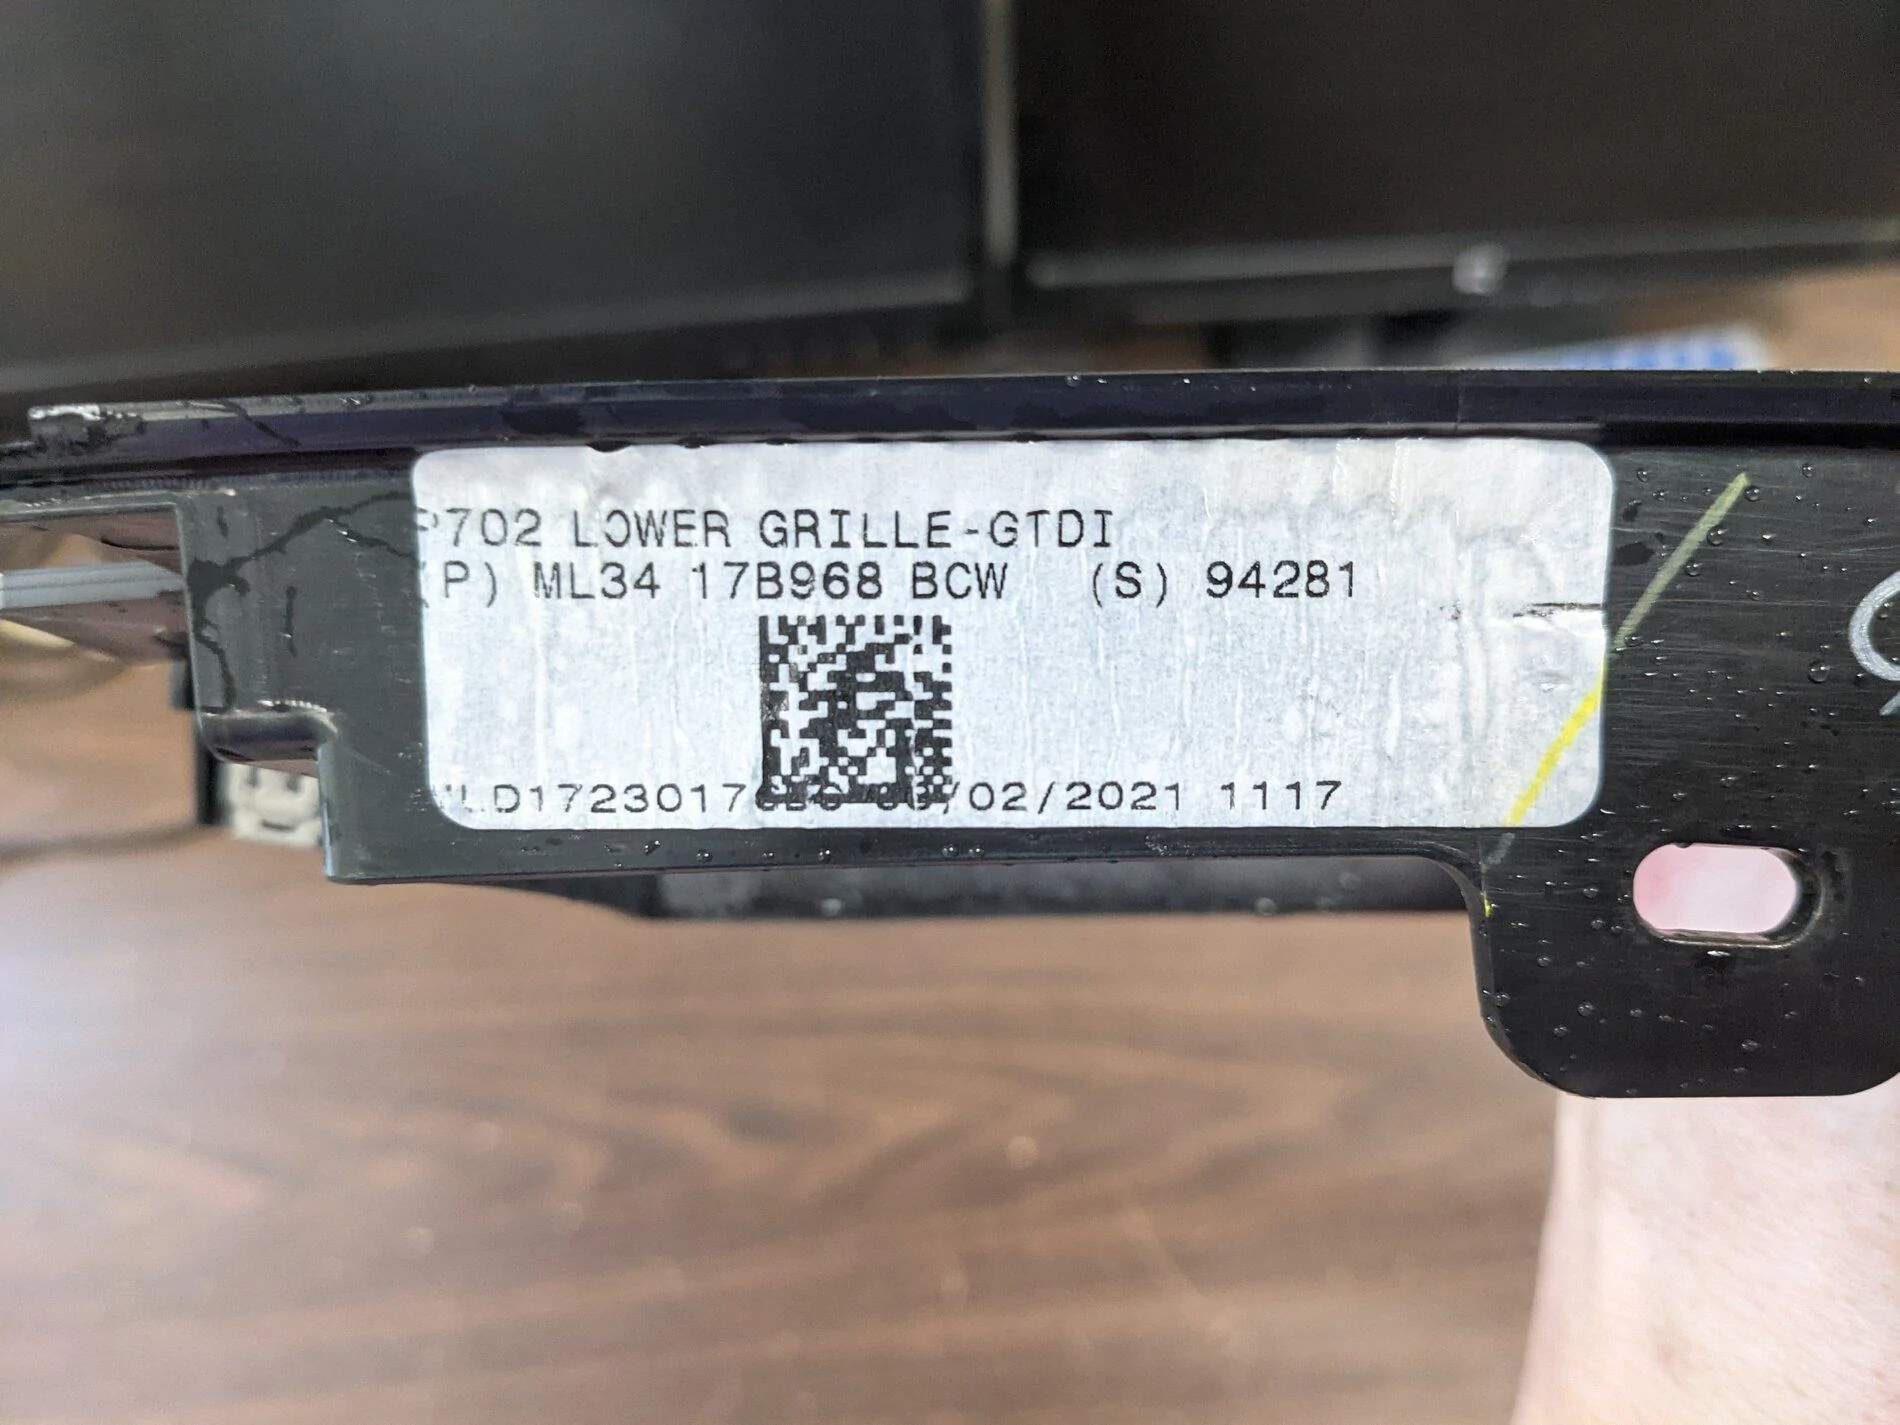 P702 LOWER GRILLE-GTDI
(P) ML34 17B968 BCW (S) 94281
/02/2021 1117